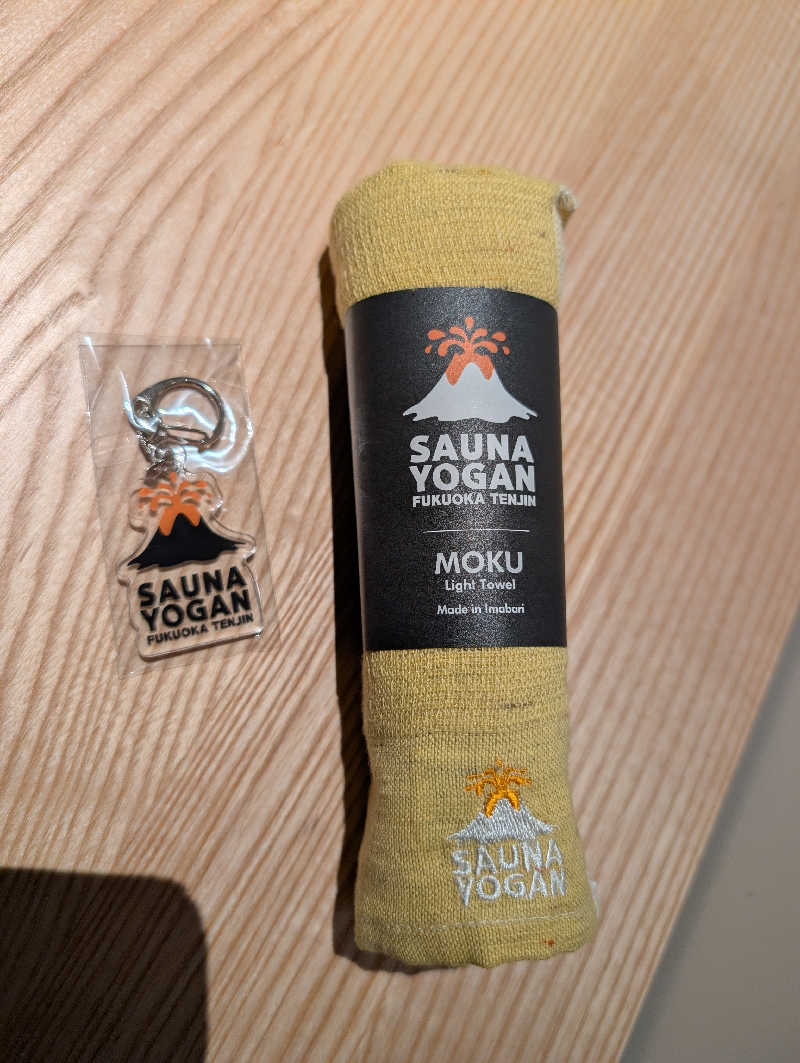 SAUNA
YOGAN
FUKUOKA TENJIN
SAUNA
YOGAN
FUKUOKA TENJIN
MOKU
Light Towel
Made in Imabari
SAUNA
YOGAN